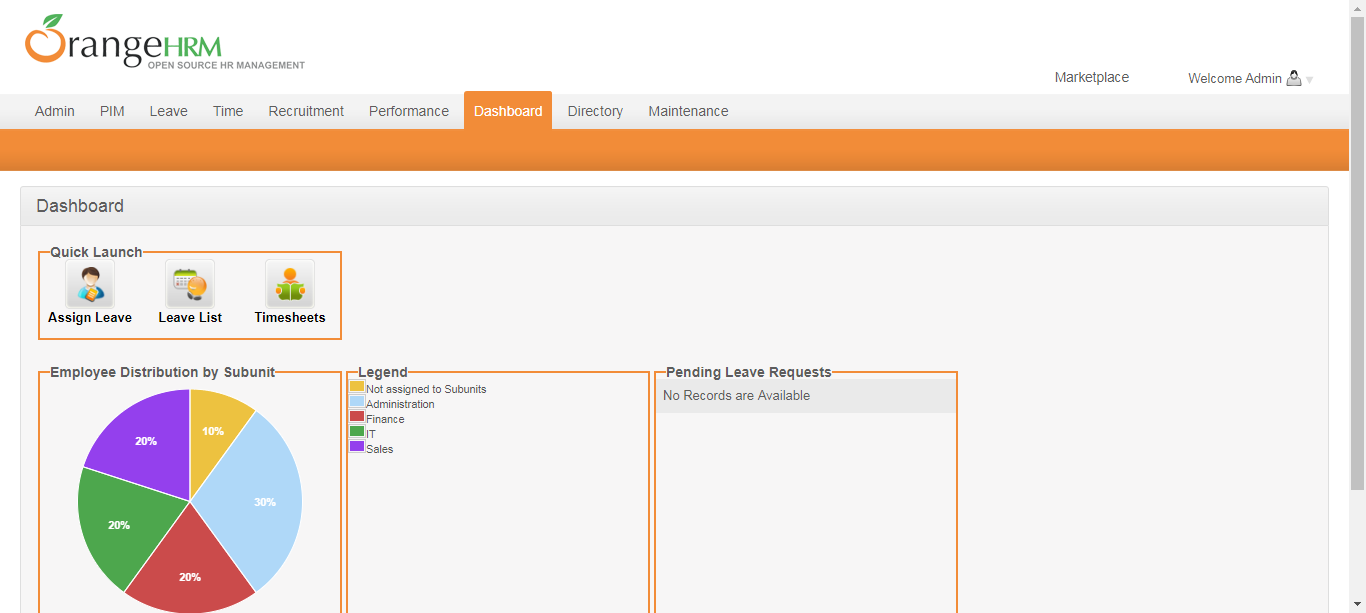 OrangeHRM
OPEN SOURCE HR MANAGEMENT
Marketplace Welcome Admin
Admin PIM Leave Time Recruitment Performance Dashboard Directory Maintenance
Dashboard
Quick Launch
Assign Leave Leave List Timesheets
Employee Distribution by Subunit
10%
30%
20%
20%
20%
Legend
Not assigned to Subunits
Administration
Finance
IT
Sales
Pending Leave Requests
No Records are Available